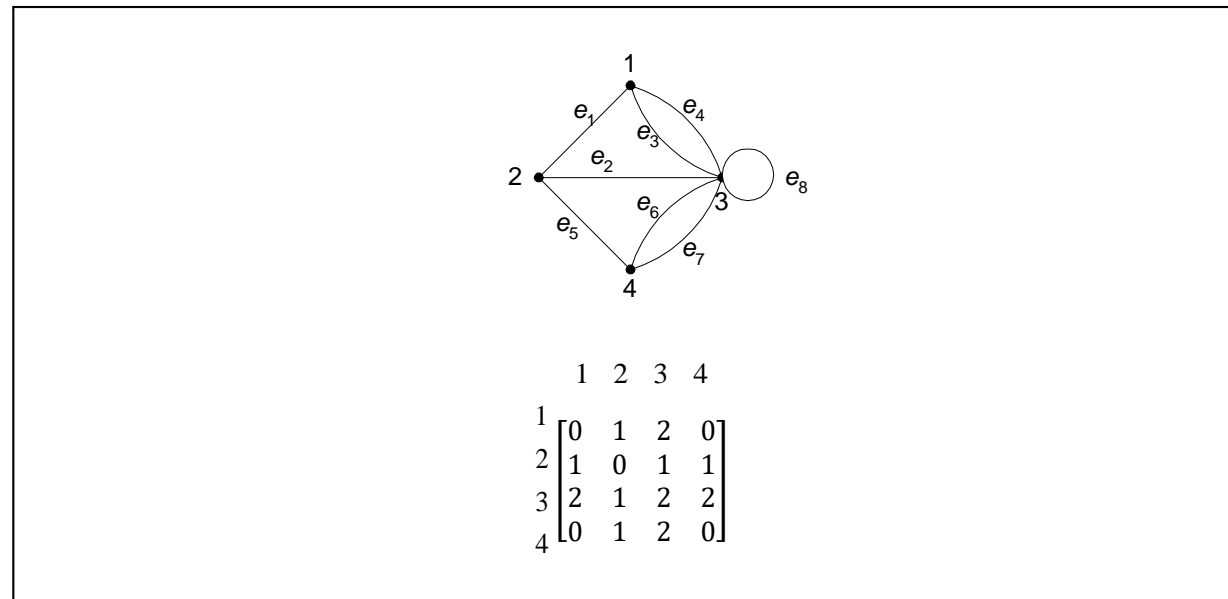 1
e₁
e₄
e₃
e₂
2
3
e₈
e₆
e₅
e₇
4
1 2 3 4
1 0 1 2 0
2 1 0 1 1
3 2 1 2 2
4 0 1 2 0